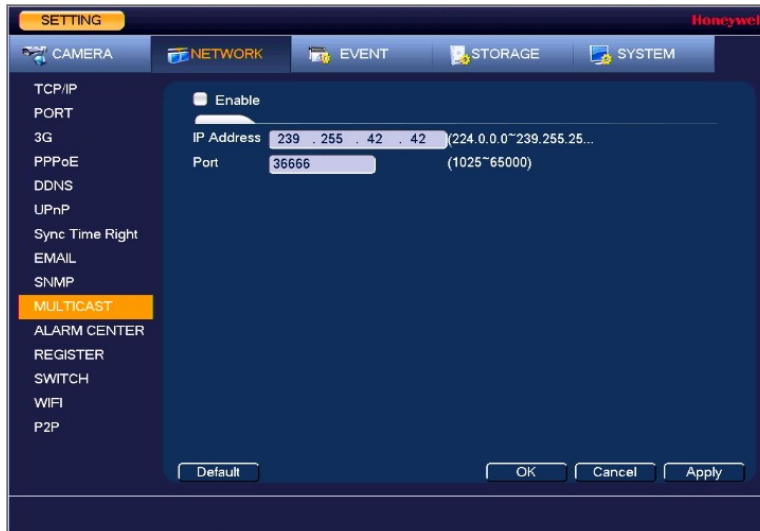 SETTING
Honeywel
CAMERA NETWORK EVENT STORAGE SYSTEM
TCP/IP
PORT
3G
PPPoE
DDNS
UPnP
Sync Time Right
EMAIL
SNMP
MULTICAST
ALARM CENTER
REGISTER
SWITCH
WIFI
P2P
Enable
IP Address 239 . 255 . 42 . 42 (224.0.0.0~239.255.25...
Port 36666 (1025~65000)
Default OK Cancel Apply